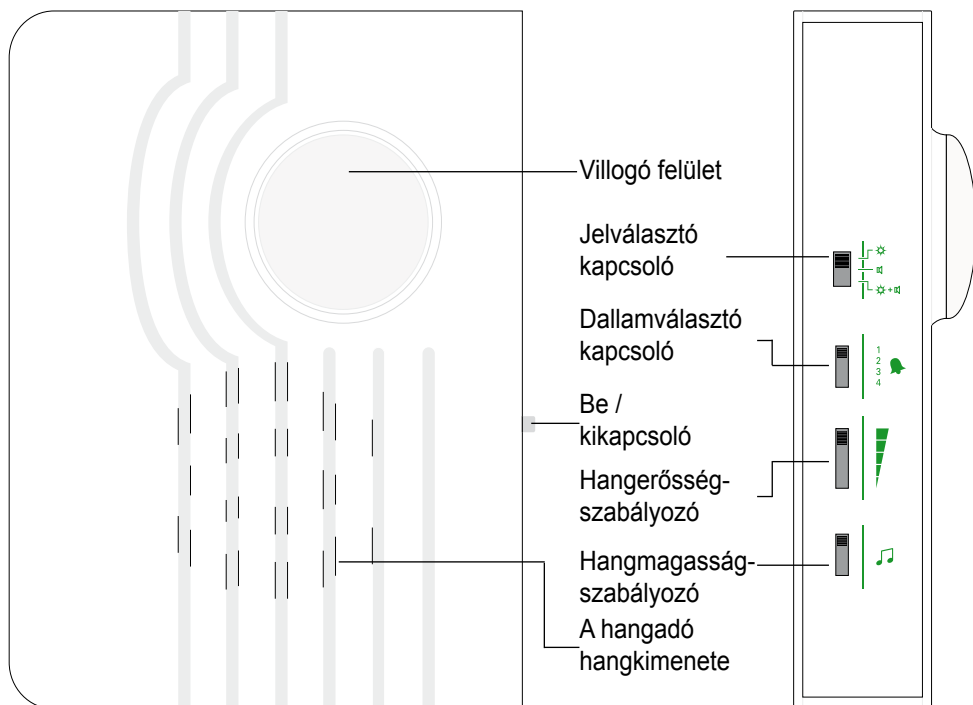 Villogó felület
Jelválasztó
kapcsoló
Dallamválasztó
kapcsoló
Be /
kikapcsoló
Hangerősség-
szabályozó
Hangmagasság-
szabályozó
A hangadó
hangkimenete
+
1
2
3
4